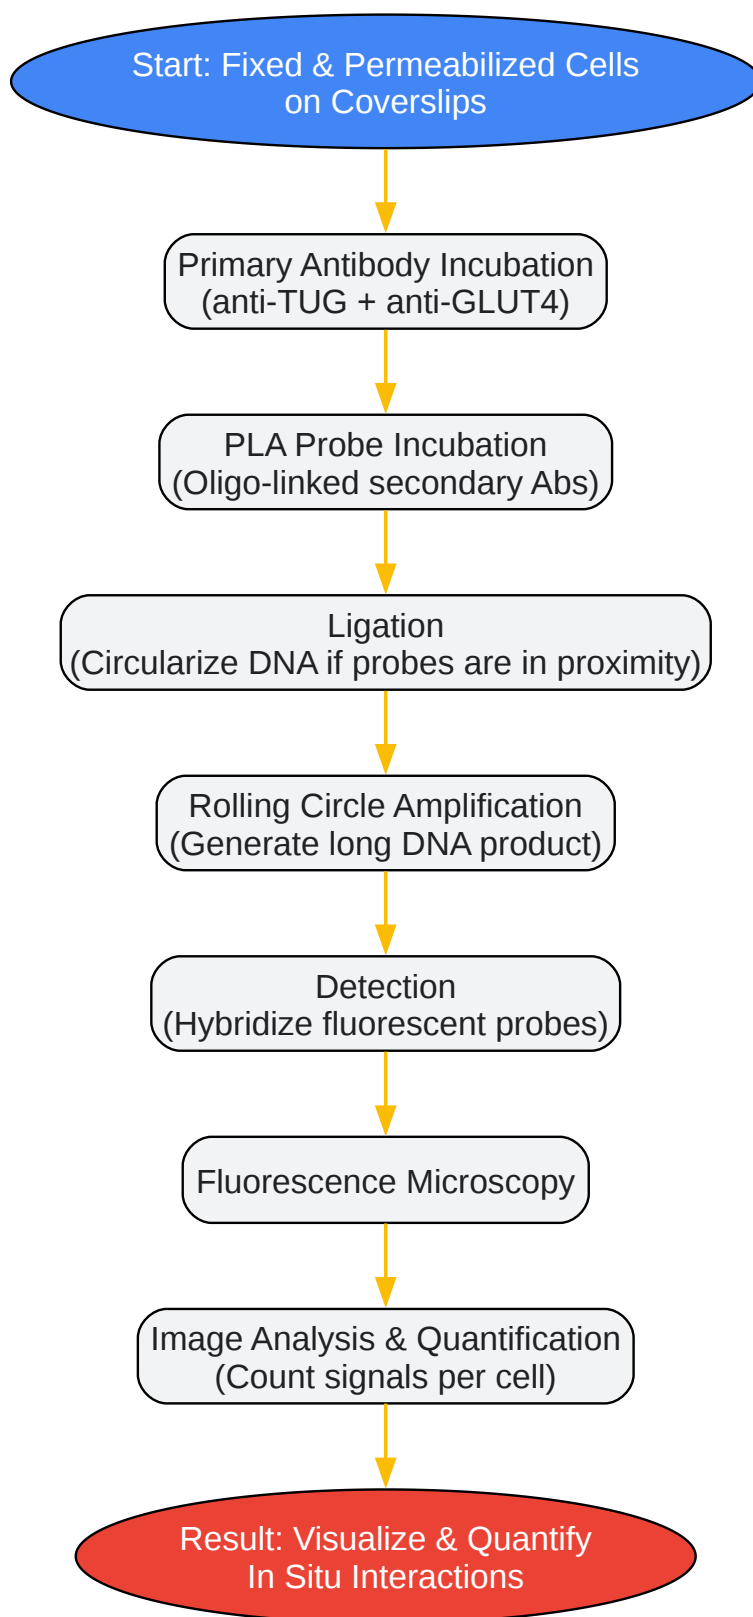 Start: Fixed & Permeabilized Cells
on Coverslips
Primary Antibody Incubation
(anti-TUG + anti-GLUT4)
PLA Probe Incubation
(Oligo-linked secondary Abs)
Ligation
(Circularize DNA if probes are in proximity)
Rolling Circle Amplification
(Generate long DNA product)
Detection
(Hybridize fluorescent probes)
Fluorescence Microscopy
Image Analysis & Quantification
(Count signals per cell)
Result: Visualize & Quantify
In Situ Interactions